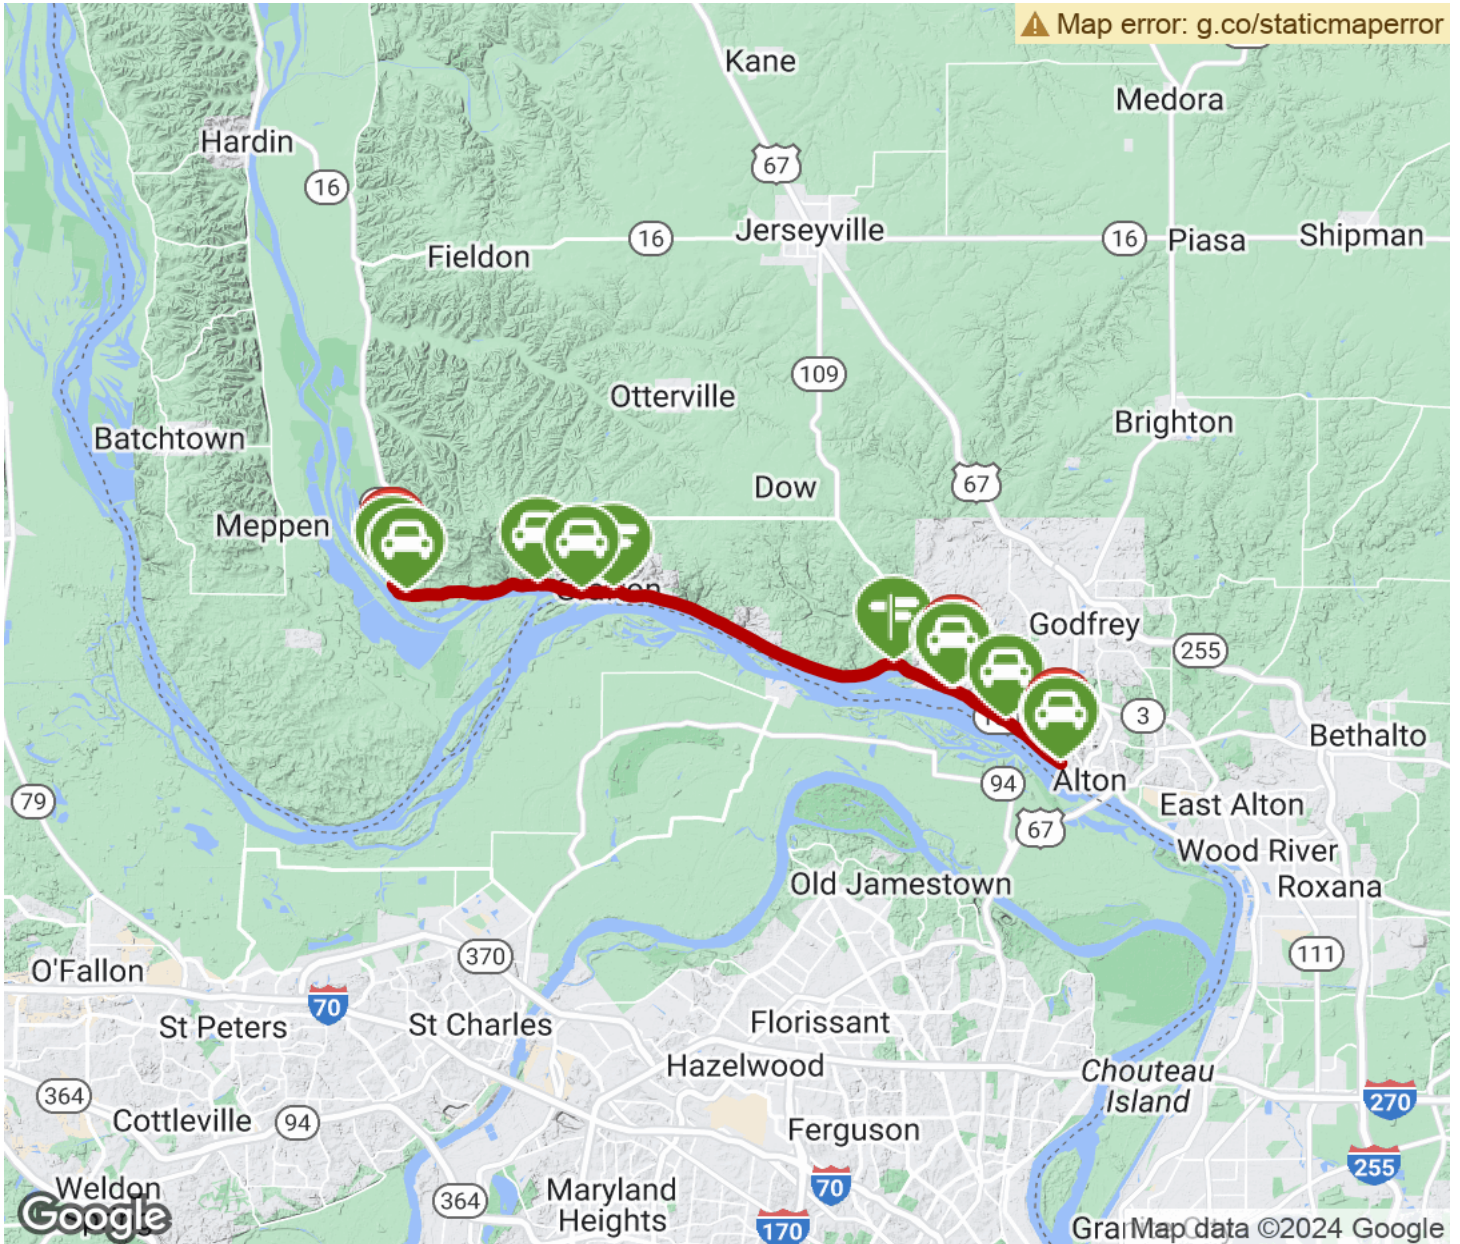 Map error: g.co/staticmaperror
Kane
Medora
Hardin
67
16
Jerseyville
16
16
Piasa
Shipman
Fieldon
109
Otterville
Brighton
Batchtown
67
Dow
Meppen
Godfrey
255
3
Bethalto
94
Alton
79
East Alton
67
Wood River
Old Jamestown
Roxana
370
111
O'Fallon
70
St Peters
St Charles
Florissant
Hazelwood
Chouteau
Island
364
270
Cottleville
94
Ferguson
255
Weldon
Maryland
Heights
70
364
170
Google
Map data ©2024 Google